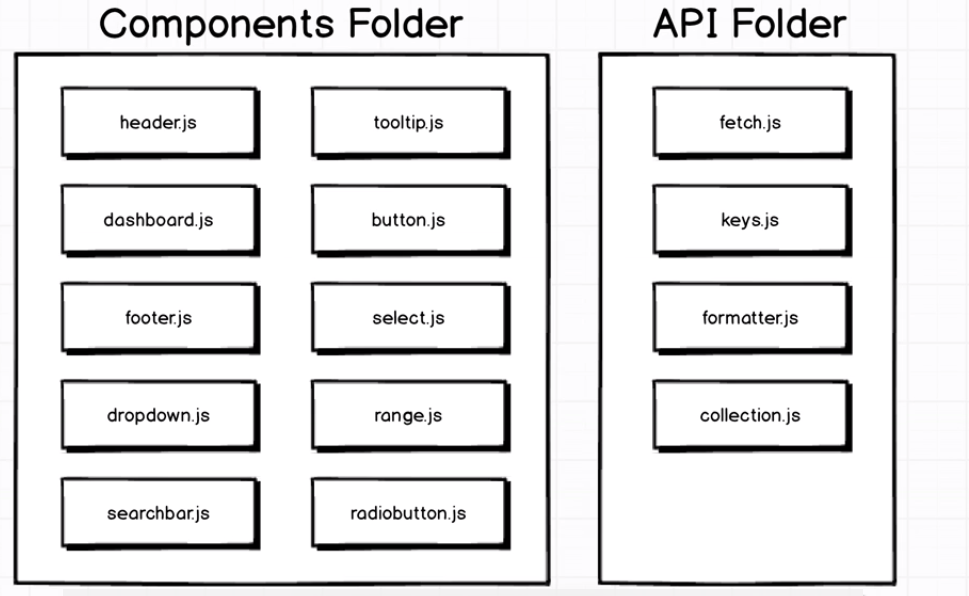 Components Folder
API Folder
header.js
tooltip.js
fetch.js
dashboard.js
button.js
keys.js
footer.js
select.js
formatter.js
dropdown.js
range.js
collection.js
searchbar.js
radiobutton.js